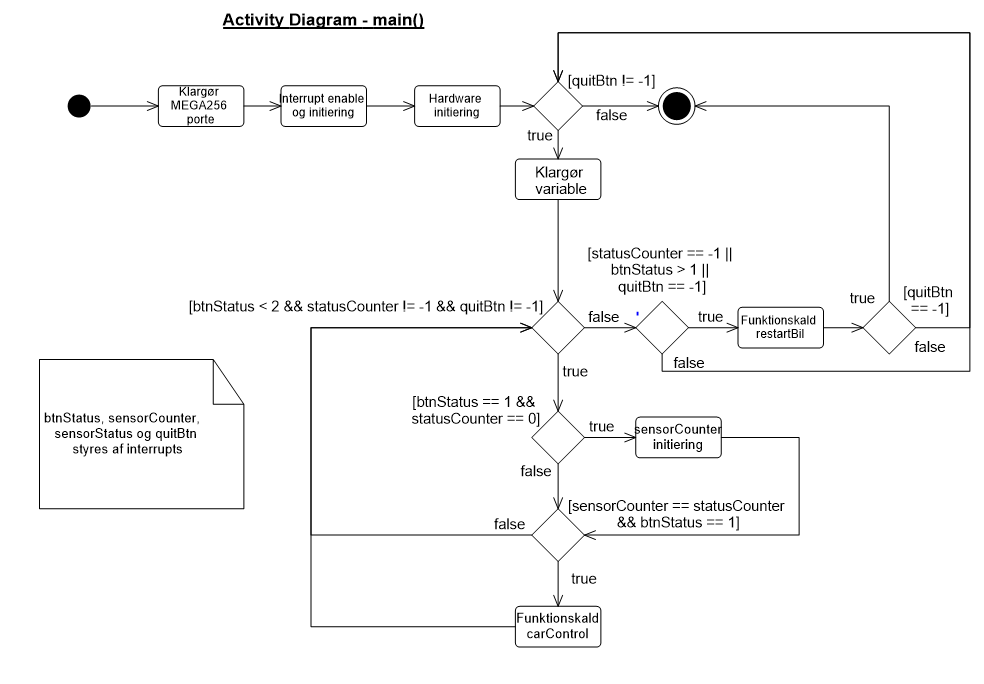 Activity Diagram - main()
Klargør
MEGA256
porte
Interrupt enable
og initiering
Hardware
initiering
[quitBtn != -1]
false
true
Klargør
variable
[statusCounter == -1 ||
btnStatus > 1 ||
quitBtn == -1]
[btnStatus < 2 && statusCounter != -1 && quitBtn != -1]
false
true
Funktionskald
restartBil
true
[quitBtn
== -1]
false
false
true
[btnStatus == 1 &&
statusCounter == 0]
true
sensorCounter
initiering
false
btnStatus, sensorCounter,
sensorStatus og quitBtn
styres af interrupts
[sensorCounter == statusCounter
&& btnStatus == 1]
false
true
Funktionskald
carControl